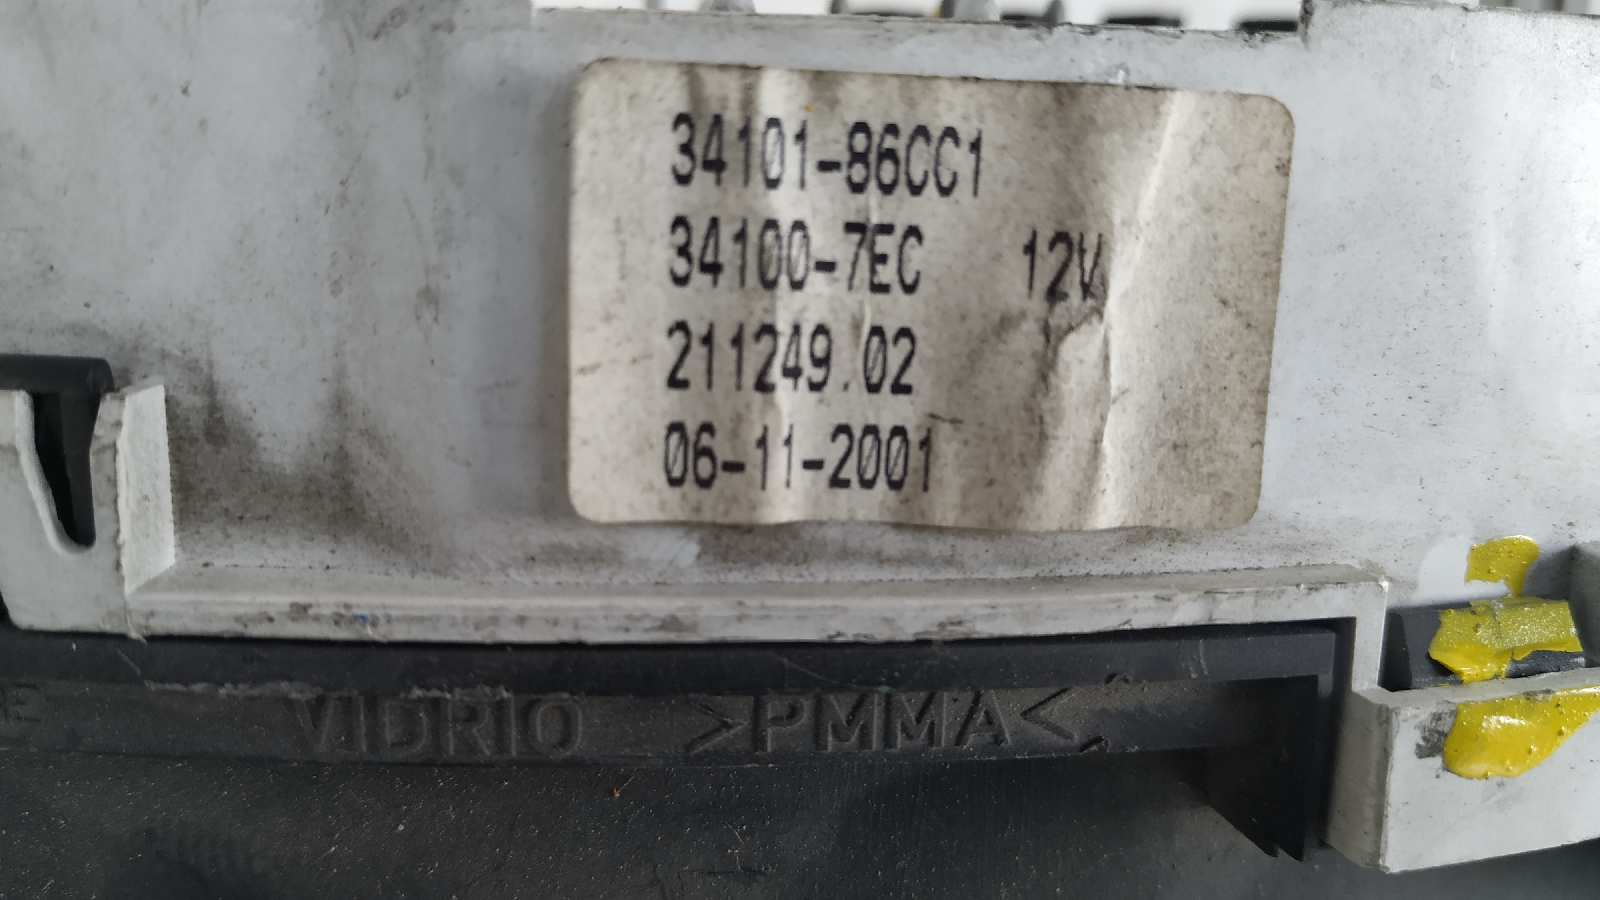 34101-86CC1
34100-7EC 12V
211249.02
06-11-2001
E VIDRIO >PMMA<